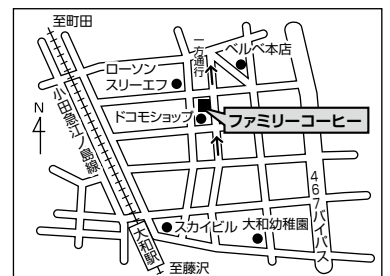 至町田
一方通行
ベルベ本店
ローソン
スリーエフ
小田急江ノ島線
N
4
ドコモショップ
ファミリーコーヒー
467バイパス
スカイビル
大和幼稚園
大和駅
至藤沢